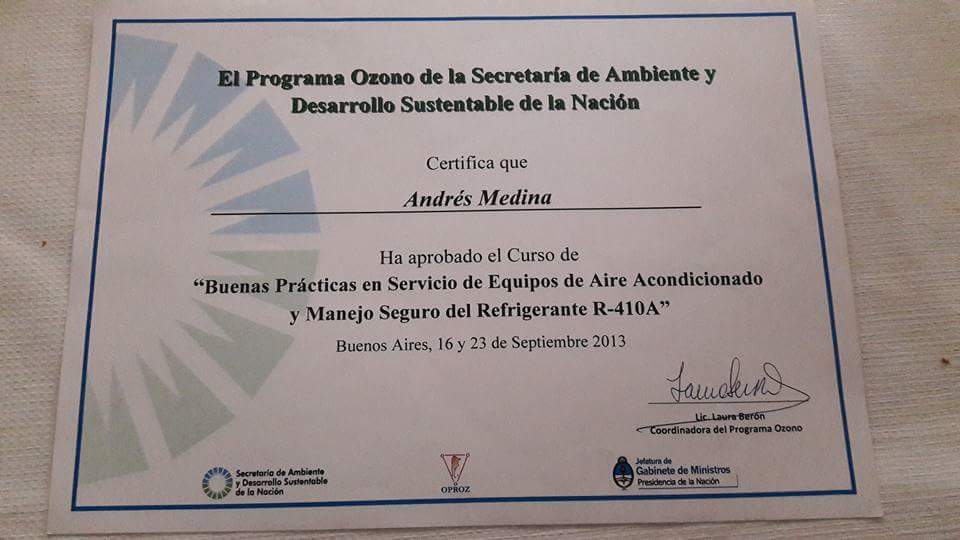 El Programa Ozono de la Secretaría de Ambiente y
Desarrollo Sustentable de la Nación
Certifica que
Andrés Medina
Ha aprobado el Curso de
“Buenas Prácticas en Servicio de Equipos de Aire Acondicionado
y Manejo Seguro del Refrigerante R-410A”
Buenos Aires, 16 y 23 de Septiembre 2013
Lic. Laura Berón
Coordinadora del Programa Ozono
Secretaría de Ambiente
y Desarrollo Sustentable
de la Nación
OPROZ
Jefatura de
Gabinete de Ministros
Presidencia de la Nación